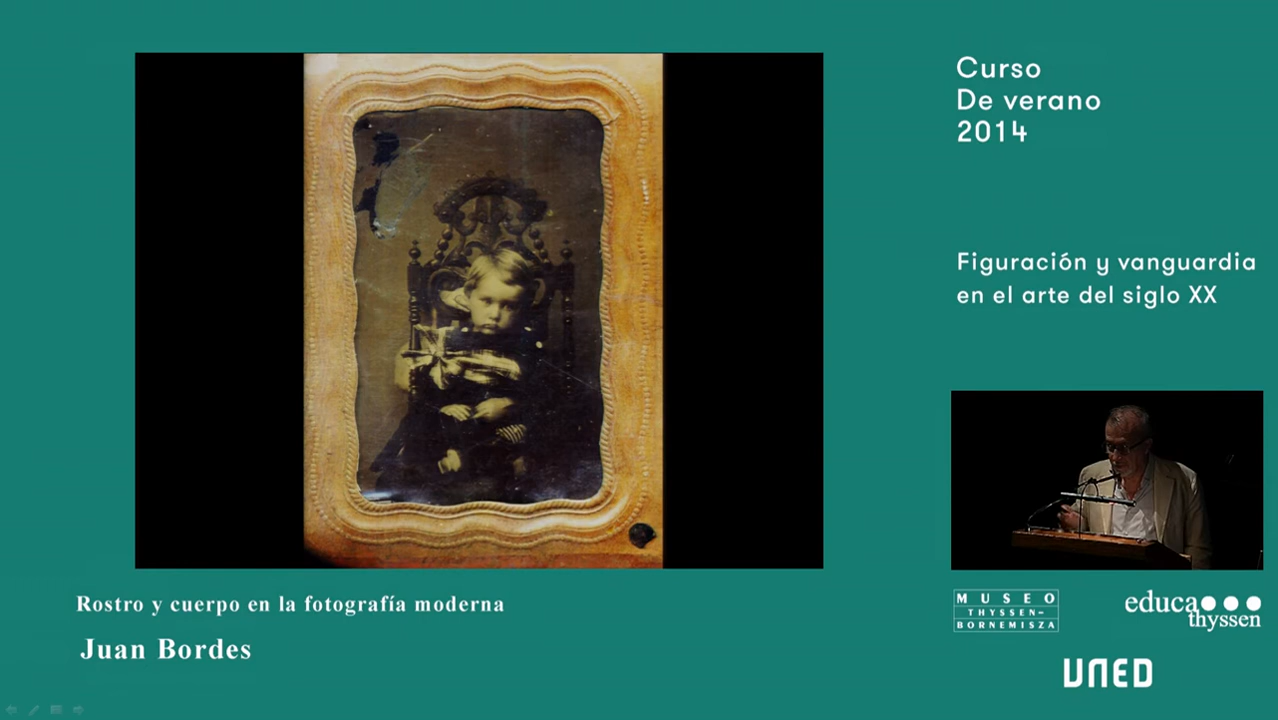 Curso
De verano
2014
Figuración y vanguardia
en el arte del siglo XX
Rostro y cuerpo en la fotografía moderna
Juan Bordes
MUSEO
THYSSEN-
BORNEMISZA
educa
thyssen
UNED